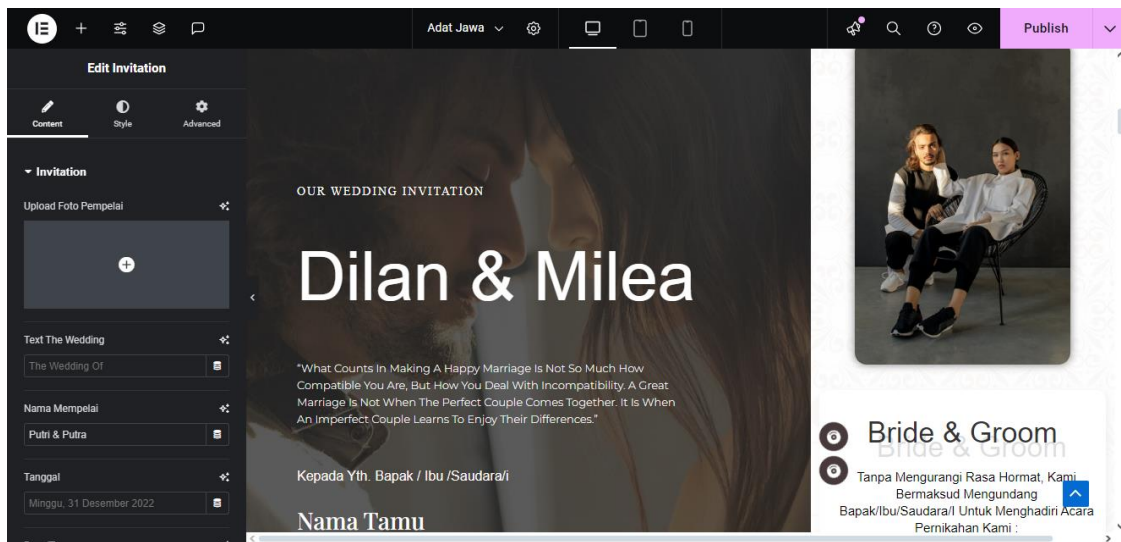 Adat Jawa
Publish
Edit Invitation
Content
Style
Advanced
Invitation
Upload Foto Pempelai
Text The Wedding
The Wedding Of
Nama Mempelai
Putri & Putra
Tanggal
Minggu, 31 Desember 2022
OUR WEDDING INVITATION
Dilan & Milea
“What Counts In Making A Happy Marriage Is Not So Much How
Compatible You Are, But How You Deal With Incompatibility. A Great
Marriage Is Not When The Perfect Couple Comes Together. It Is When
An Imperfect Couple Learns To Enjoy Their Differences.”
Kepada Yth. Bapak / Ibu /Saudara/i
Nama Tamu
Bride & Groom
Bride & Groom
Tanpa Mengurangi Rasa Hormat, Kami
Bermaksud Mengundang
Bapak/Ibu/Saudara/I Untuk Menghadiri Acara
Pernikahan Kami :